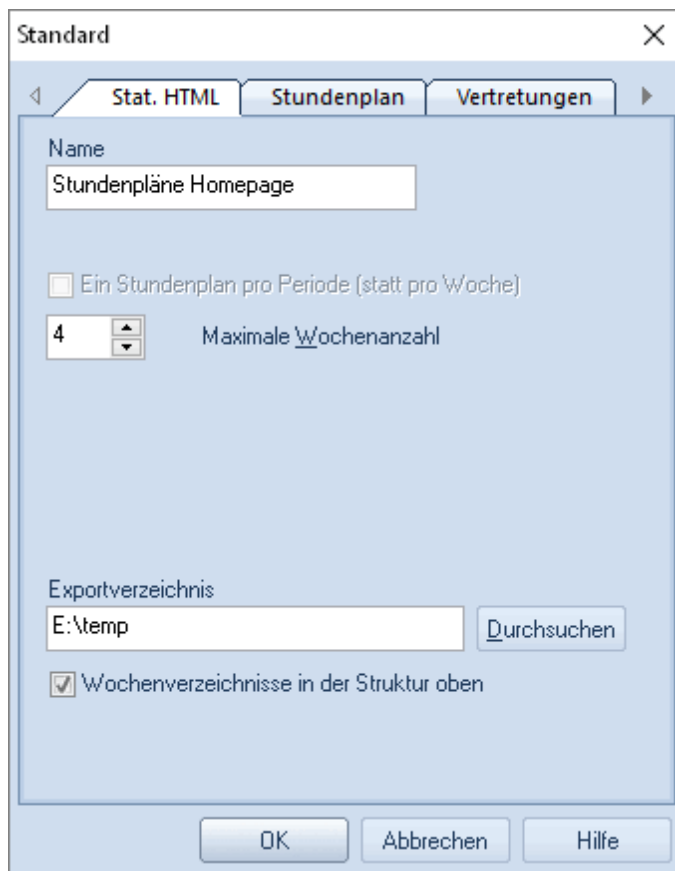 Standard
Stat. HTML Stundenplan Vertretungen
Name
Stundenpläne Homepage
Ein Stundenplan pro Periode (statt pro Woche)
4 Maximale Wochenanzahl
Exportverzeichnis
E:\temp Durchsuchen
Wochenverzeichnisse in der Struktur oben
OK Abbrechen Hilfe